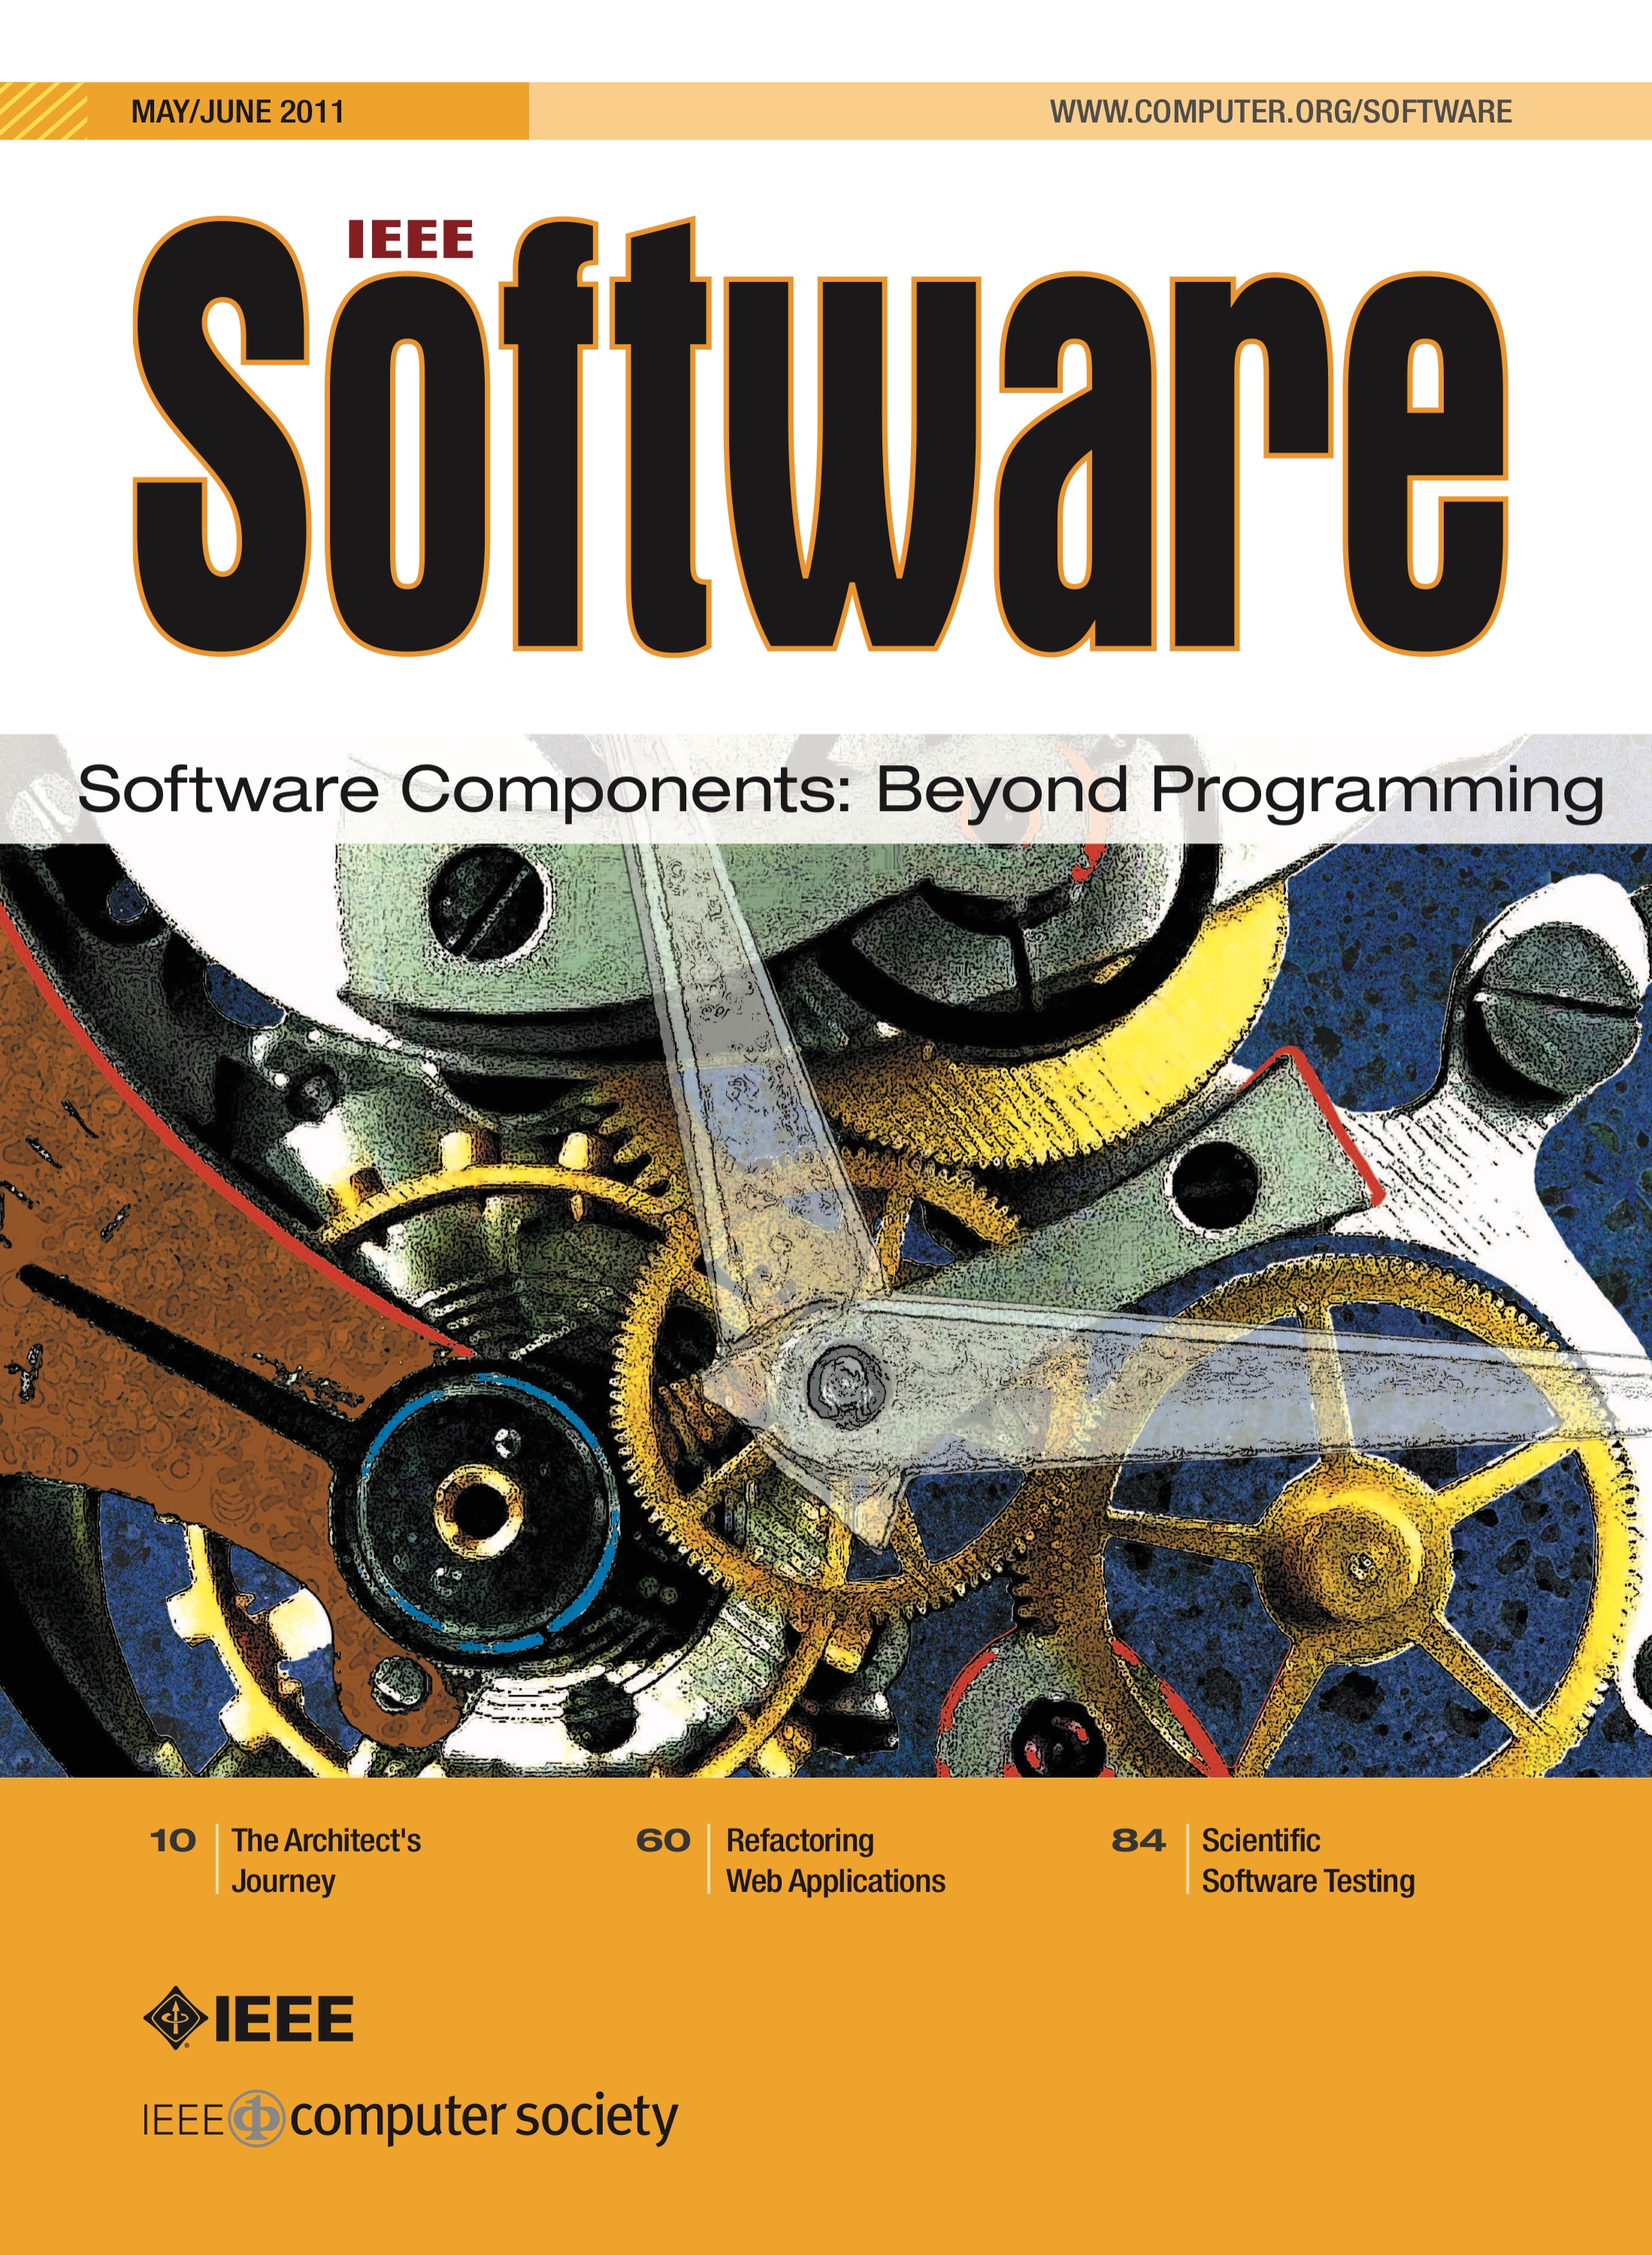 MAY/JUNE 2011
WWW.COMPUTER.ORG/SOFTWARE
IEEE
Software
Software Components: Beyond Programming
10
The Architect's
Journey
60
Refactoring
Web Applications
84
Scientific
Software Testing
IEEE
IEEE computer society